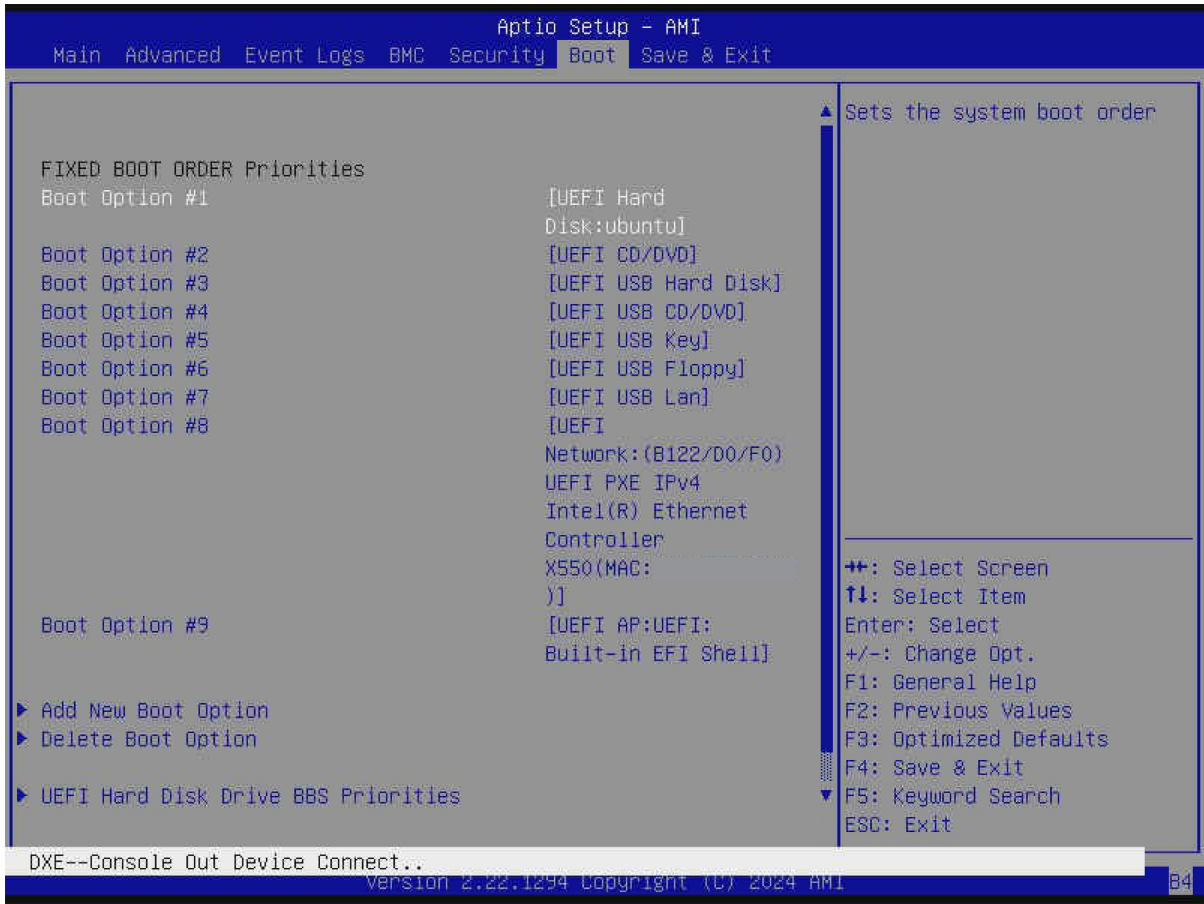 Aptio Setup - AMI
Main Advanced Event Logs BMC Security Boot Save & Exit
Sets the system boot order
FIXED BOOT ORDER Priorities
Boot Option #1 [UEFI Hard
Disk:ubuntu]
Boot Option #2 [UEFI CD/DVD]
Boot Option #3 [UEFI USB Hard Disk]
Boot Option #4 [UEFI USB CD/DVD]
Boot Option #5 [UEFI USB Key]
Boot Option #6 [UEFI USB Floppy]
Boot Option #7 [UEFI USB Lan]
Boot Option #8 [UEFI
Network:(B122/D0/F0)
UEFI PXE IPv4
Intel(R) Ethernet
Controller
X550(MAC:
)]
Boot Option #9 [UEFI AP:UEFI:
Built-in EFI Shell]
Add New Boot Option
Delete Boot Option
UEFI Hard Disk Drive BBS Priorities
→←: Select Screen
↑↓: Select Item
Enter: Select
+/-: Change Opt.
F1: General Help
F2: Previous Values
F3: Optimized Defaults
F4: Save & Exit
F5: Keyword Search
ESC: Exit
DXE--Console Out Device Connect..
Version 2.22.1294 Copyright (C) 2024 AMI
B4